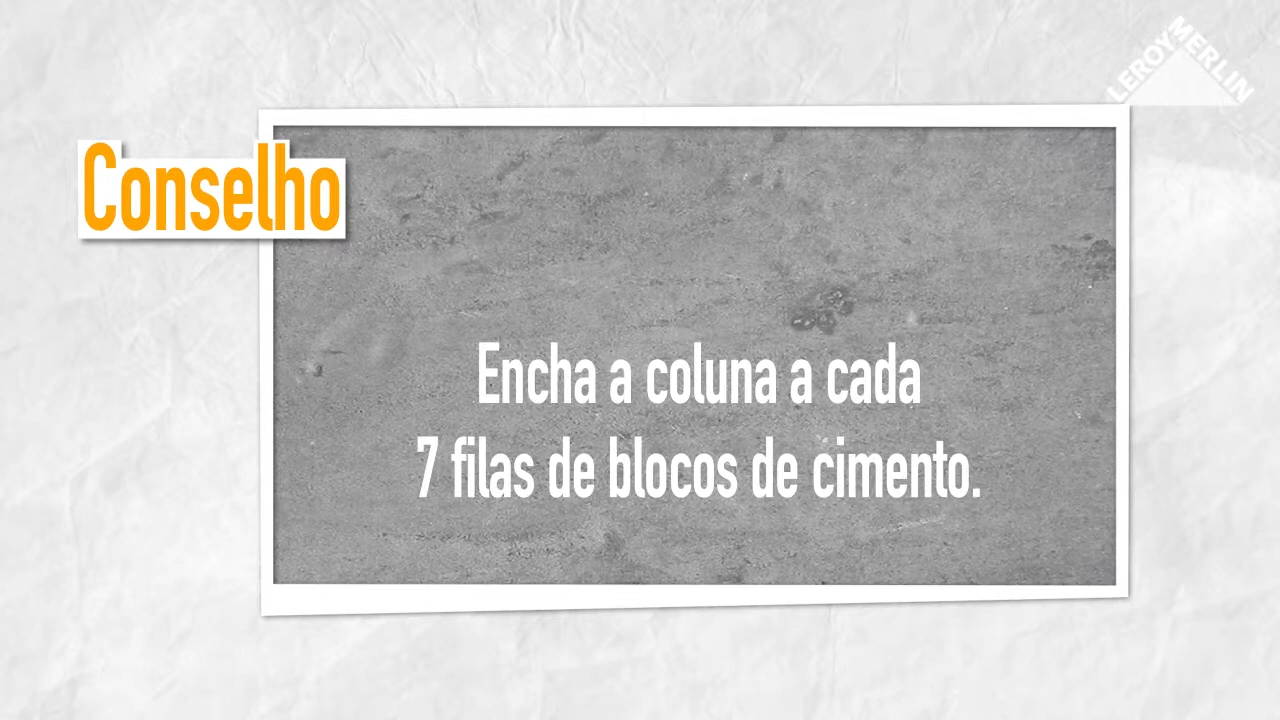 LEROY MERLIN
Conselho
Encha a coluna a cada
7 filas de blocos de cimento.